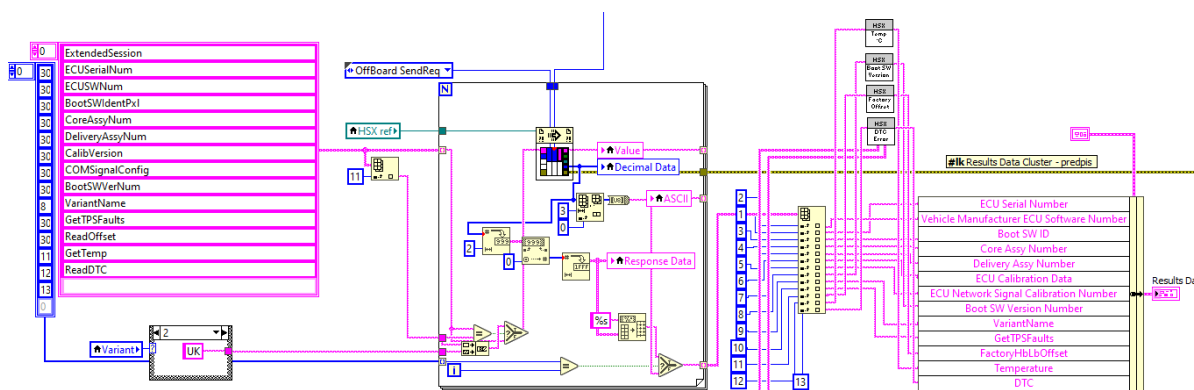 0
0
ExtendedSession
ECUSerialNum
ECUSWNum
BootSWIdentPxl
CoreAssyNum
DeliveryAssyNum
CalibVersion
COMSignalConfig
BootSWVerNum
VariantName
GetTPSFaults
ReadOffset
GetTemp
ReadDTC
30
30
30
30
30
30
30
30
8
30
30
11
12
13
0
OffBoard SendReq
N
HSX ref
11
Value
Decimal Data
ASCII
3
0
2
0
Response Data
%s
i
Variant
2
UK
HSX
Temp
°C
HSX
Boot SW
Version
HSX
Factory
Offset
HSX
DTC
Error
#lk Results Data Cluster - predpis
2
1
3
4
5
6
7
8
9
10
11
12
13
ECU Serial Number
Vehicle Manufacturer ECU Software Number
Boot SW ID
Core Assy Number
Delivery Assy Number
ECU Calibration Data
ECU Network Signal Calibration Number
Boot SW Version Number
VariantName
GetTPSFaults
FactoryHbLbOffset
Temperature
DTC
Results Da